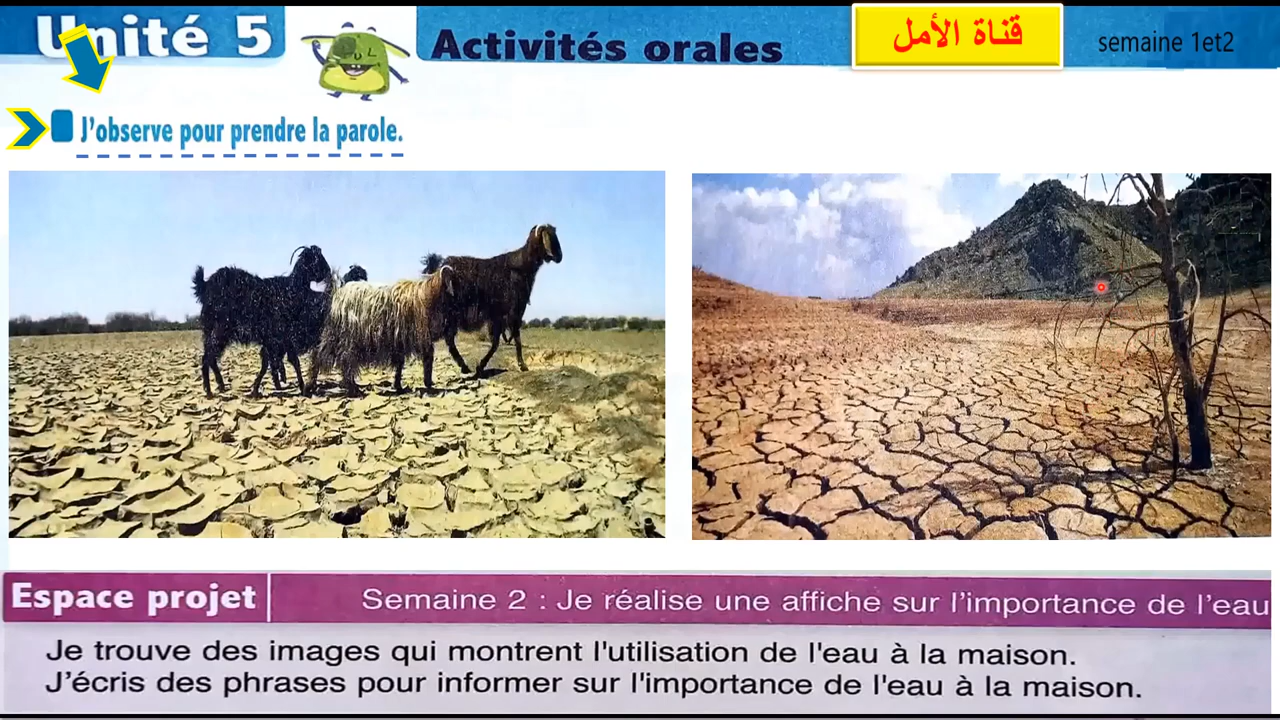 Unité 5
Activités orales
قناة الأمل
semaine 1et2
J'observe pour prendre la parole.
Espace projet
Semaine 2 : Je réalise une affiche sur l'importance de l'eau
Je trouve des images qui montrent l'utilisation de l'eau à la maison.
J'écris des phrases pour informer sur l'importance de l'eau à la maison.